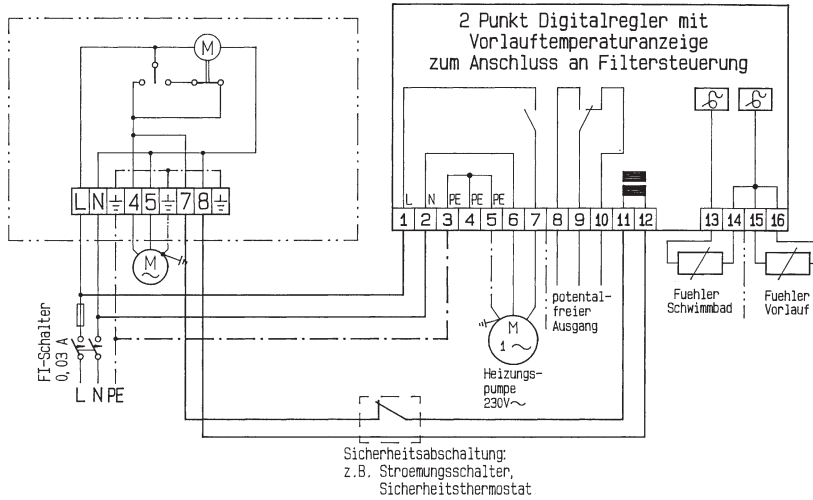 2 Punkt Digitalregler mit
Vorlauftemperaturanzeige
zum Anschluss an Filtersteuerung
M
L N 4 5 7 8
L N PE PE PE
1 2 3 4 5 6 7 8 9 10 11 12 13 14 15 16
M
Fuehler
Schwimmbad
Fuehler
Vorlauf
potental-
freier
Ausgang
M
1
Heizungs-
pumpe
230V~
FI-Schalter
0,03 A
L N PE
Sicherheitsabschaltung:
z.B. Stroemungsschalter,
Sicherheitsthermostat